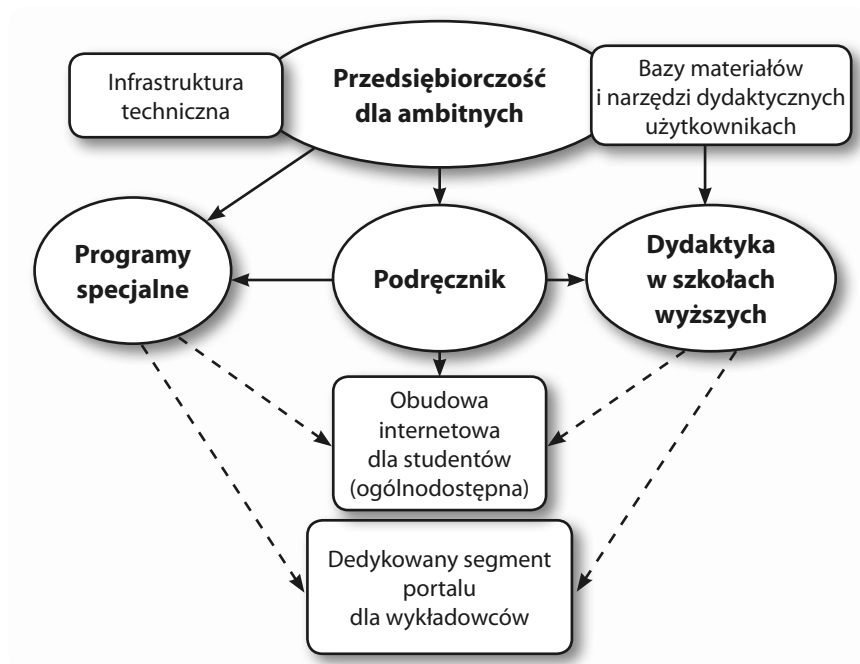 Infrastruktura
techniczna
Przedsiębiorczość
dla ambitnych
Bazy materiałów
i narzędzi dydaktycznych
użytkownikach
Programy
specjalne
Podręcznik
Dydaktyka
w szkołach
wyższych
Obudowa
internetowa
dla studentów
(ogólnodostępna)
Dedykowany segment
portalu
dla wykładowców